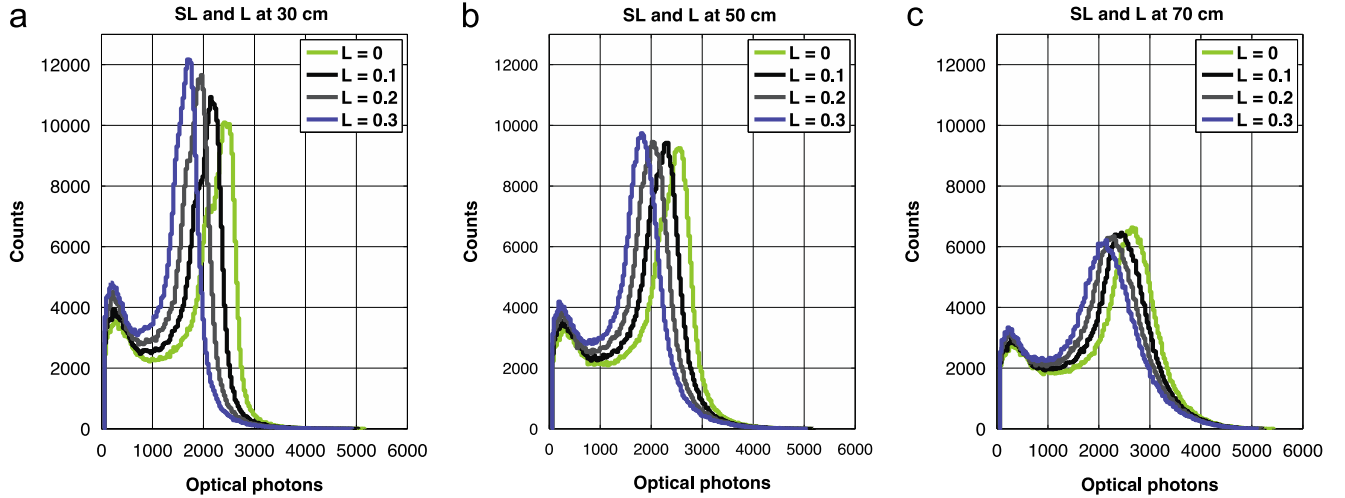 a
SL and L at 30 cm
L = 0
L = 0.1
L = 0.2
L = 0.3
Counts
12000
10000
8000
6000
4000
2000
0
0 1000 2000 3000 4000 5000 6000
Optical photons
b
SL and L at 50 cm
L = 0
L = 0.1
L = 0.2
L = 0.3
Counts
12000
10000
8000
6000
4000
2000
0
0 1000 2000 3000 4000 5000 6000
Optical photons
c
SL and L at 70 cm
L = 0
L = 0.1
L = 0.2
L = 0.3
Counts
12000
10000
8000
6000
4000
2000
0
0 1000 2000 3000 4000 5000 6000
Optical photons